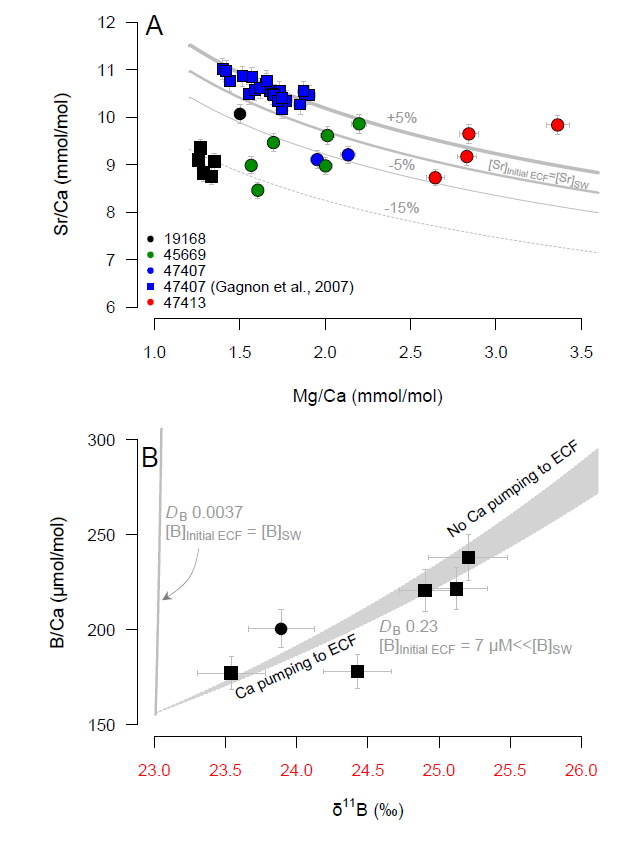 A
12
11
10
9
8
7
6
Sr/Ca (mmol/mol)
+5%
[Sr]Initial ECF=[Sr]SW
-5%
-15%
19168
45669
47407
47407 (Gagnon et al., 2007)
47413
1.0 1.5 2.0 2.5 3.0 3.5
Mg/Ca (mmol/mol)
B
300
250
200
150
B/Ca (μmol/mol)
No Ca pumping to ECF
DB 0.0037
[B]Initial ECF = [B]SW
DB 0.23
[B]Initial ECF = 7 μM<<[B]SW
Ca pumping to ECF
23.0 23.5 24.0 24.5 25.0 25.5 26.0
δ11B (‰)